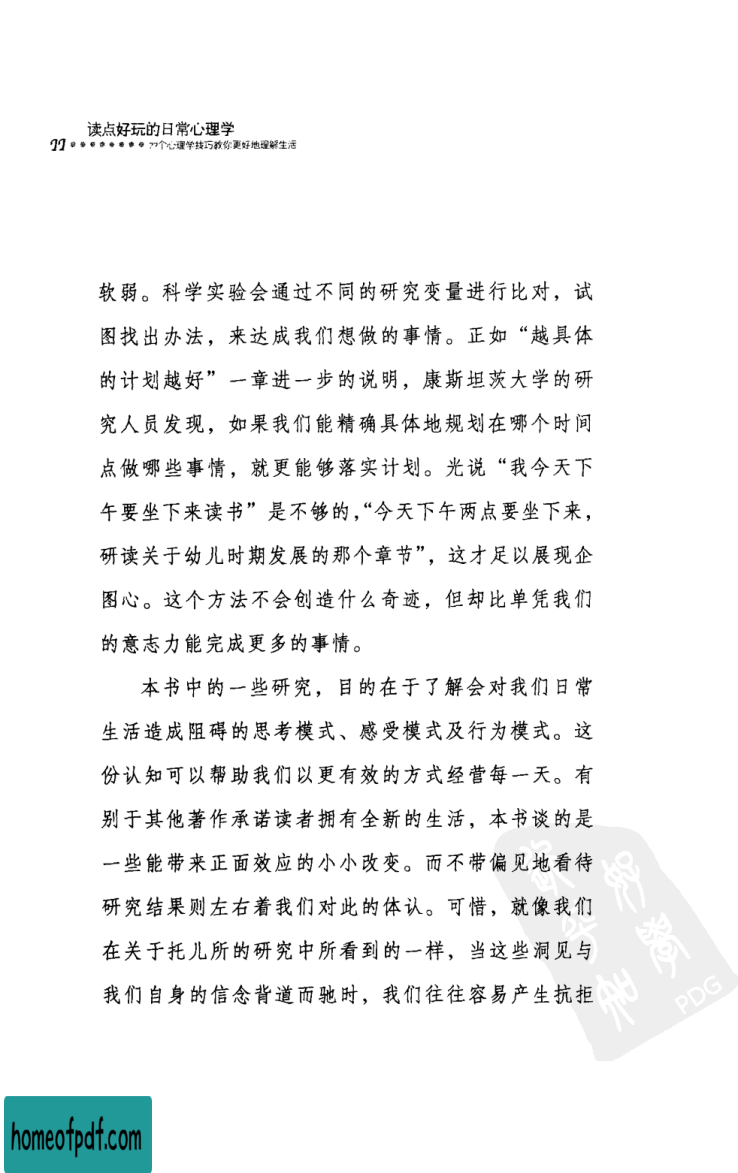 读点好玩的日常心理学
77个心理学技巧教你更好地理解生活
软弱。科学实验会通过不同的研究变量进行比对，试
图找出办法，来达成我们想做的事情。正如“越具体
的计划越好”一章进一步的说明，康斯坦茨大学的研
究人员发现，如果我们能精确具体地规划在哪个时间
点做哪些事情，就更能够落实计划。光说“我今天下
午要坐下来读书”是不够的，“今天下午两点要坐下来，
研读关于幼儿时期发展的那个章节”，这才足以展现企
图心。这个方法不会创造什么奇迹，但却比单凭我们
的意志力能完成更多的事情。
本书中的一些研究，目的在于了解会对我们日常
生活造成阻碍的思考模式、感受模式及行为模式。这
份认知可以帮助我们以更有效的方式经营每一天。有
别于其他著作承诺读者拥有全新的生活，本书谈的是
一些能带来正面效应的小小改变。而不带偏见地看待
研究结果则左右着我们对此的体认。可惜，就像我们
在关于托儿所的研究中所看到的一样，当这些洞见与
我们自身的信念背道而驰时，我们往往容易产生抗拒
PDG
homeofpdf.com